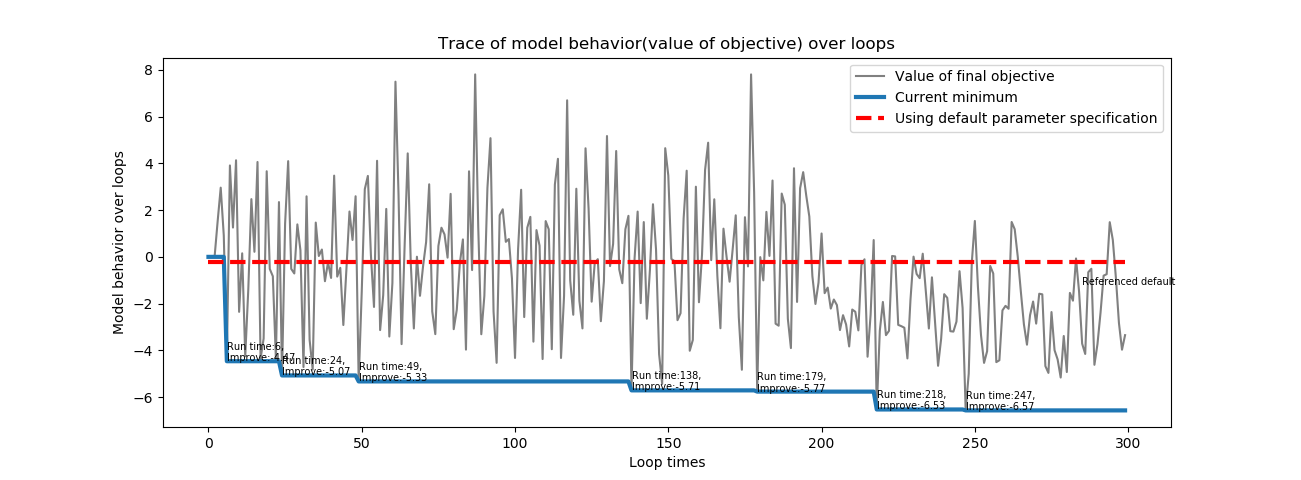 Trace of model behavior(value of objective) over loops
Value of final objective
Current minimum
Using default parameter specification
Model behavior over loops
8
6
4
2
0
−2
−4
−6
Referenced default
Run time:6,
Improve:-4.47
Run time:24,
Improve:-5.07
Run time:49,
Improve:-5.33
Run time:138,
Improve:-5.71
Run time:179,
Improve:-5.77
Run time:218,
Improve:-6.53
Run time:247,
Improve:-6.57
0 50 100 150 200 250 300
Loop times